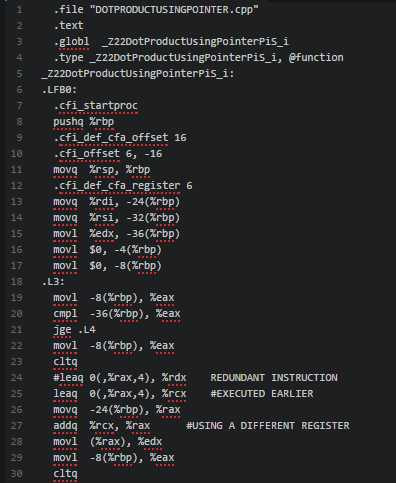 1 .file "DOTPRODUCTUSINGPOINTER.cpp"
2 .text
3 .globl _Z22DotProductUsingPointerPiS_i
4 .type _Z22DotProductUsingPointerPiS_i, @function
5 _Z22DotProductUsingPointerPiS_i:
6 .LFB0:
7 .cfi_startproc
8 pushq %rbp
9 .cfi_def_cfa_offset 16
10 .cfi_offset 6, -16
11 movq %rsp, %rbp
12 .cfi_def_cfa_register 6
13 movq %rdi, -24(%rbp)
14 movq %rsi, -32(%rbp)
15 movl %edx, -36(%rbp)
16 movl $0, -4(%rbp)
17 movl $0, -8(%rbp)
18 .L3:
19 movl -8(%rbp), %eax
20 cmpl -36(%rbp), %eax
21 jge .L4
22 movl -8(%rbp), %eax
23 cltq
24 #leaq 0(,%rax,4), %rdx REDUNDANT INSTRUCTION
25 leaq 0(,%rax,4), %rcx #EXECUTED EARLIER
26 movq -24(%rbp), %rax
27 addq %rcx, %rax #USING A DIFFERENT REGISTER
28 movl (%rax), %edx
29 movl -8(%rbp), %eax
30 cltq